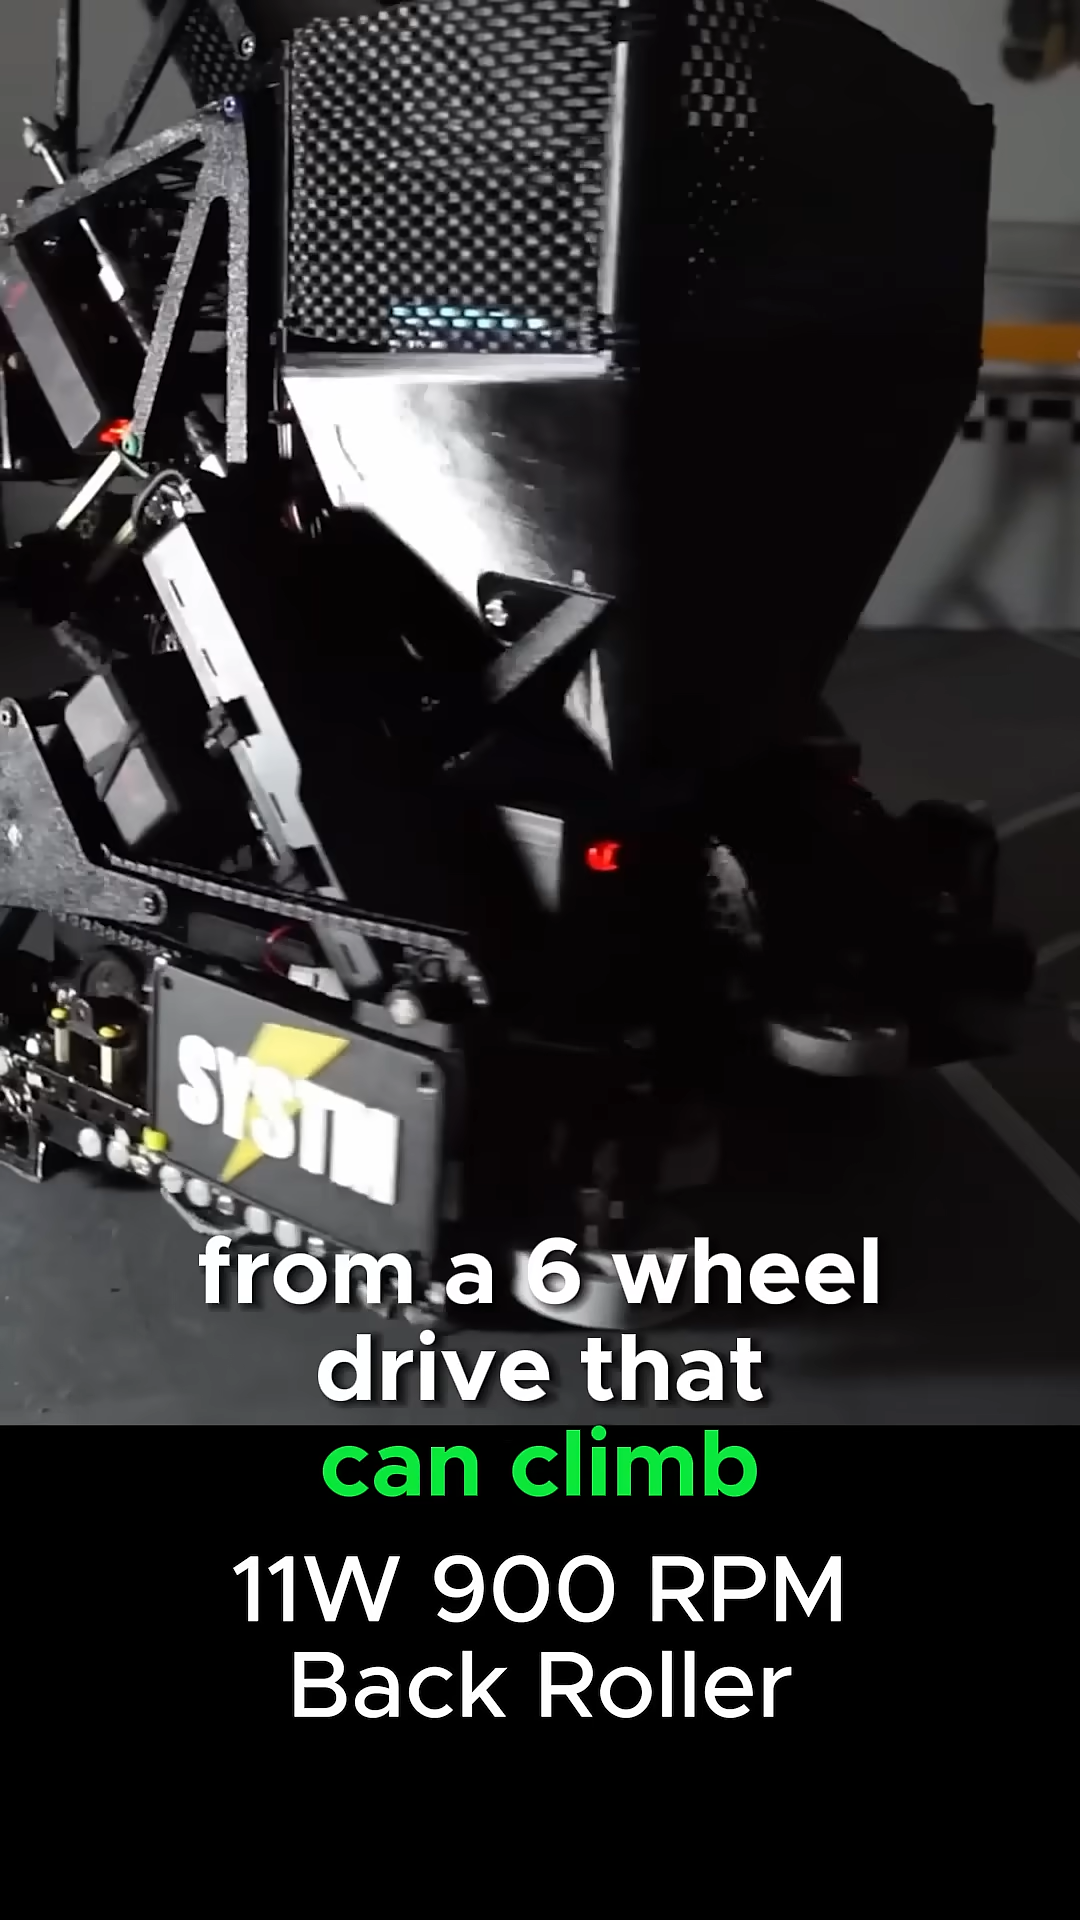 SYSTM
from a 6 wheel
drive that
can climb
11W 900 RPM
Back Roller